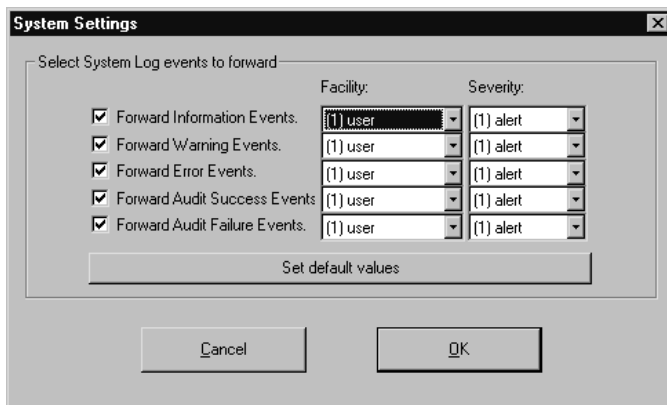 System Settings
Select System Log events to forward
Facility: Severity:
Forward Information Events. (1) user (1) alert
Forward Warning Events. (1) user (1) alert
Forward Error Events. (1) user (1) alert
Forward Audit Success Events (1) user (1) alert
Forward Audit Failure Events. (1) user (1) alert
Set default values
Cancel OK